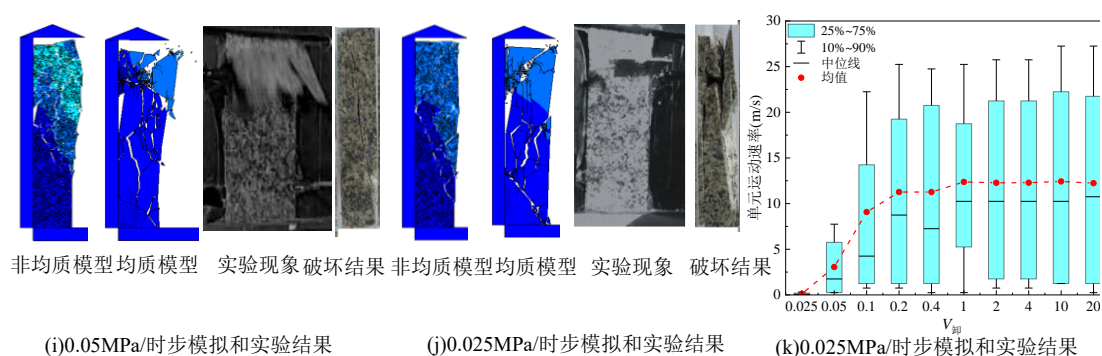 非均质模型 均质模型 实验现象 破坏结果
(i)0.05MPa/时步模拟和实验结果
非均质模型 均质模型 实验现象 破坏结果
(j)0.025MPa/时步模拟和实验结果
25%~75%
10%~90%
中位线
均值
单元运动速率(m/s)
30
25
20
15
10
5
0
0.025 0.05 0.1 0.2 0.4 1 2 4 10 20
V卸
(k)0.025MPa/时步模拟和实验结果